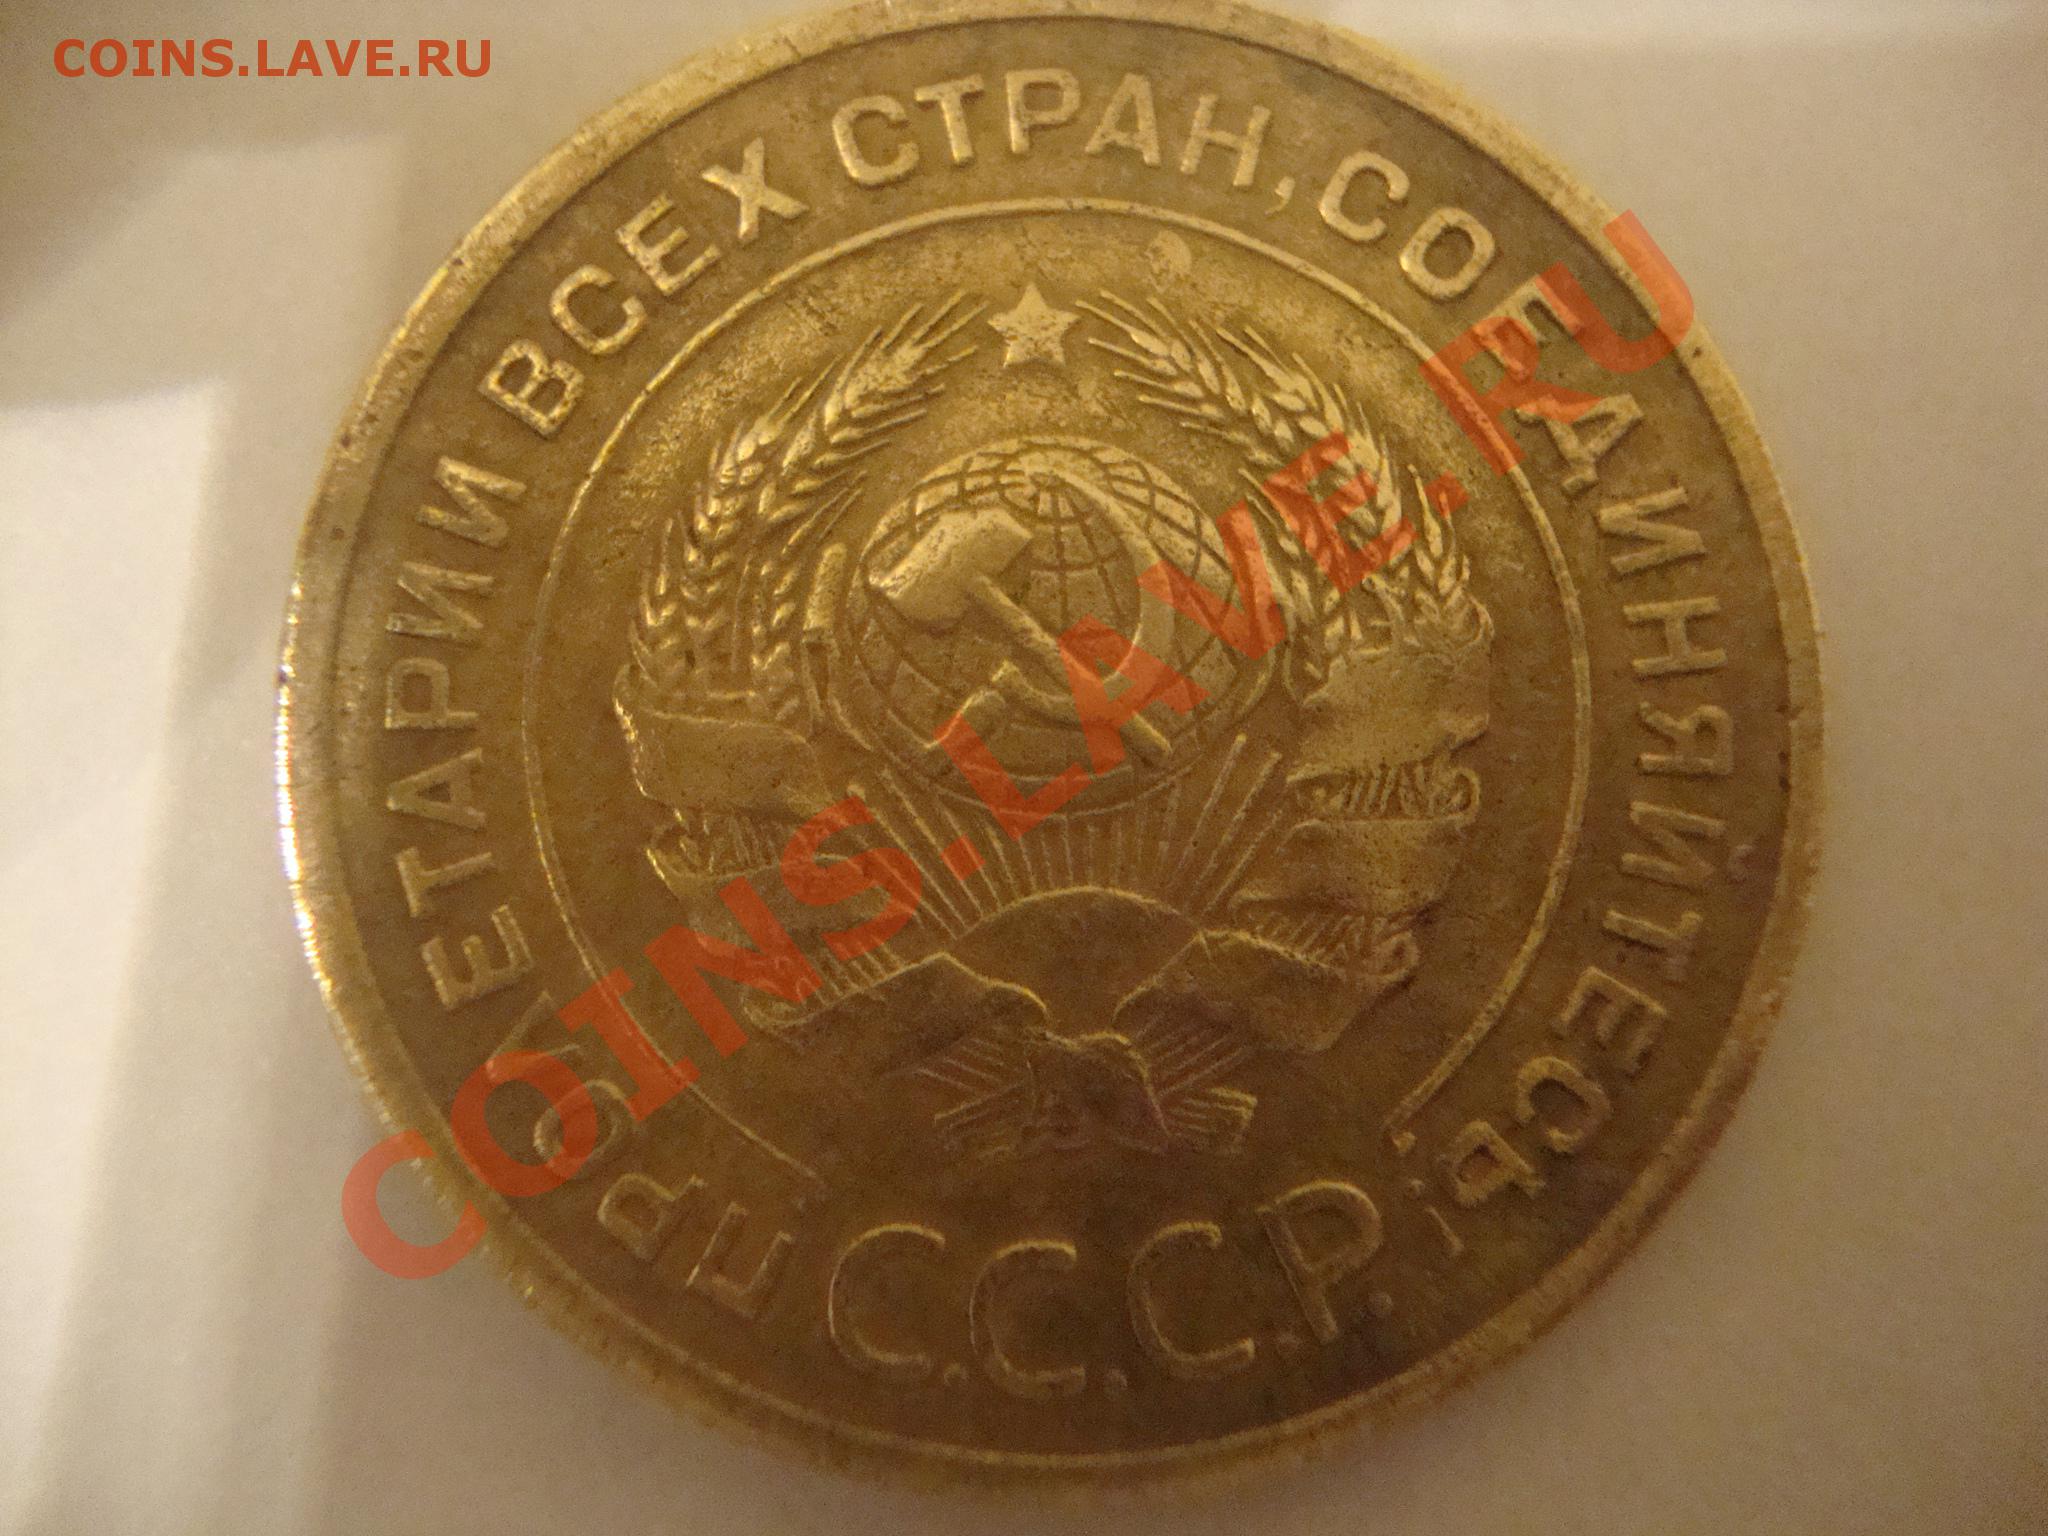 COINS.LAVE.RU
ПРОЛЕТАРИИ ВСЕХ СТРАН, СОЕДИНЯЙТЕСЬ!
С.С.С.Р.
COINS.LAVE.RU